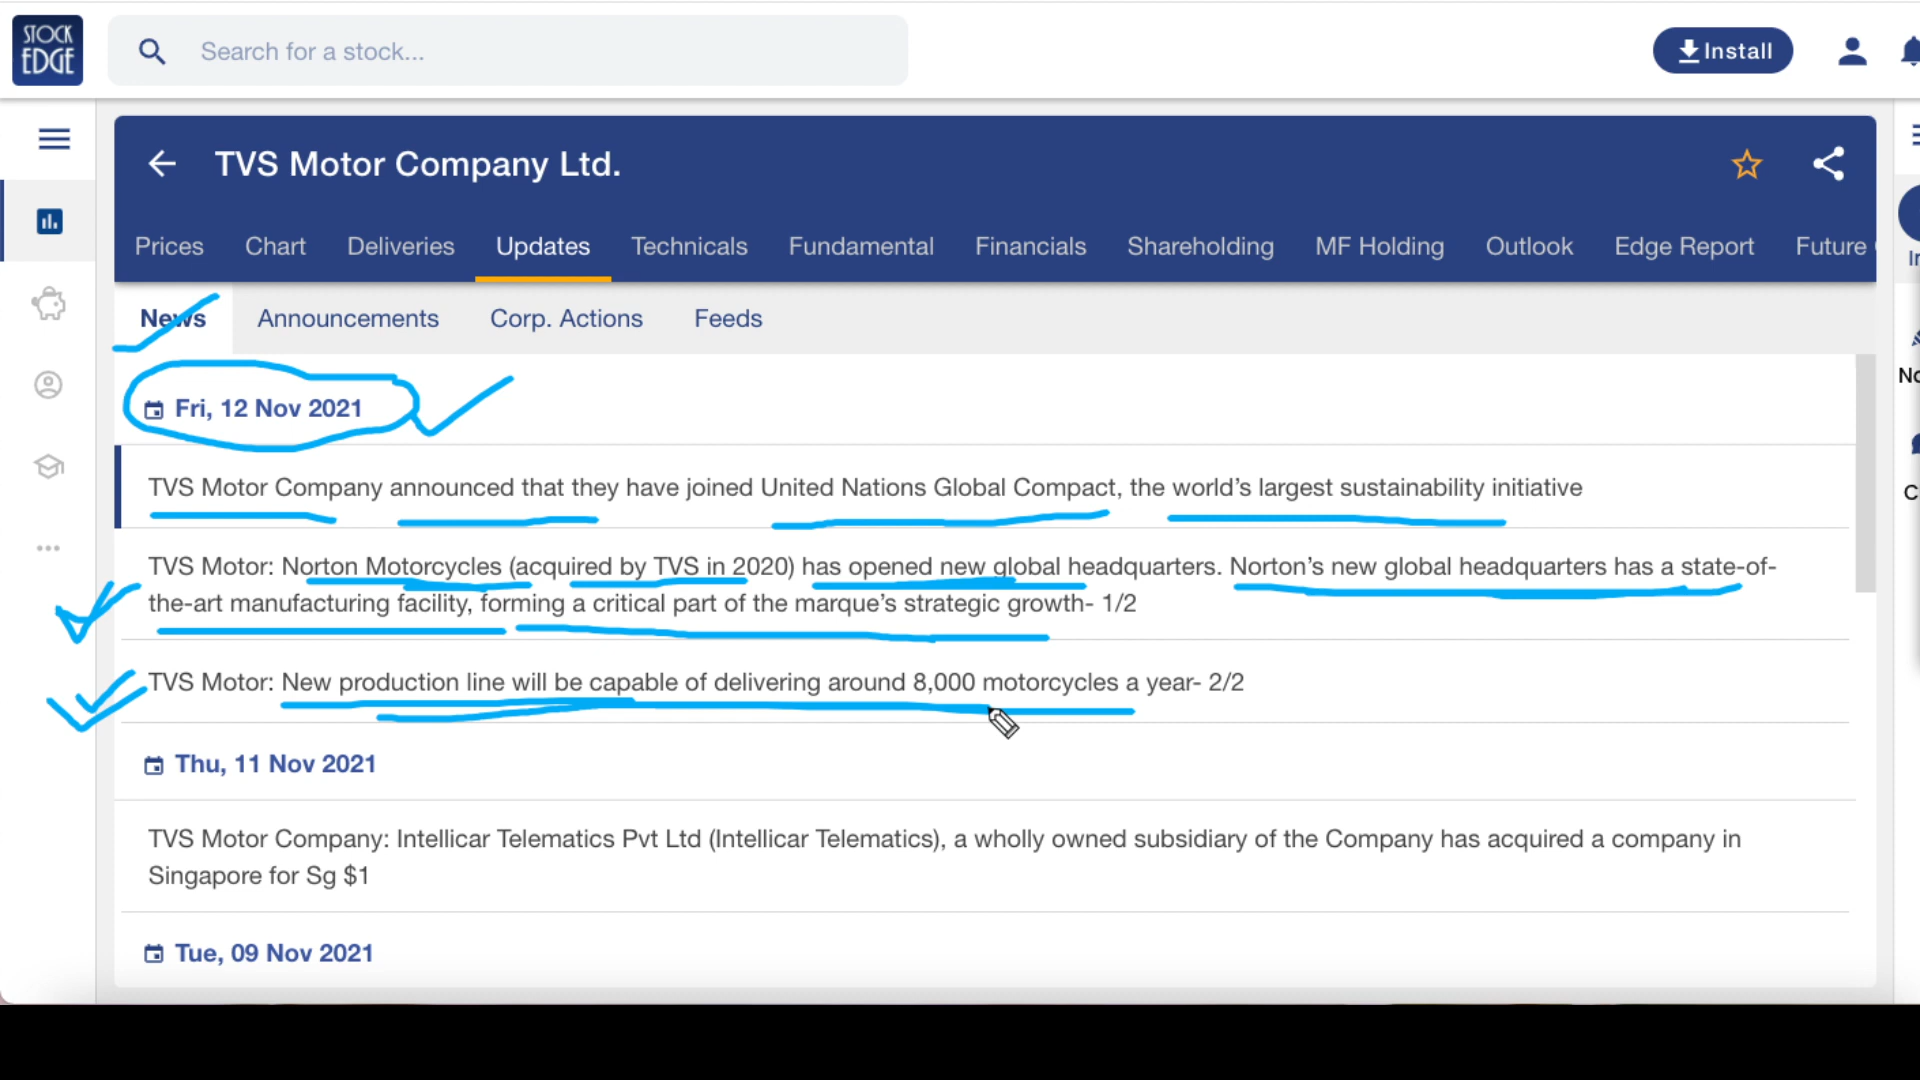 STOCK
EDGE
Search for a stock...
Install
TVS Motor Company Ltd.
Prices Chart Deliveries Updates Technicals Fundamental Financials Shareholding MF Holding Outlook Edge Report Future
News Announcements Corp. Actions Feeds
Fri, 12 Nov 2021
TVS Motor Company announced that they have joined United Nations Global Compact, the world's largest sustainability initiative
TVS Motor: Norton Motorcycles (acquired by TVS in 2020) has opened new global headquarters. Norton's new global headquarters has a state-of-
the-art manufacturing facility, forming a critical part of the marque's strategic growth- 1/2
TVS Motor: New production line will be capable of delivering around 8,000 motorcycles a year- 2/2
Thu, 11 Nov 2021
TVS Motor Company: Intellicar Telematics Pvt Ltd (Intellicar Telematics), a wholly owned subsidiary of the Company has acquired a company in
Singapore for Sg $1
Tue, 09 Nov 2021